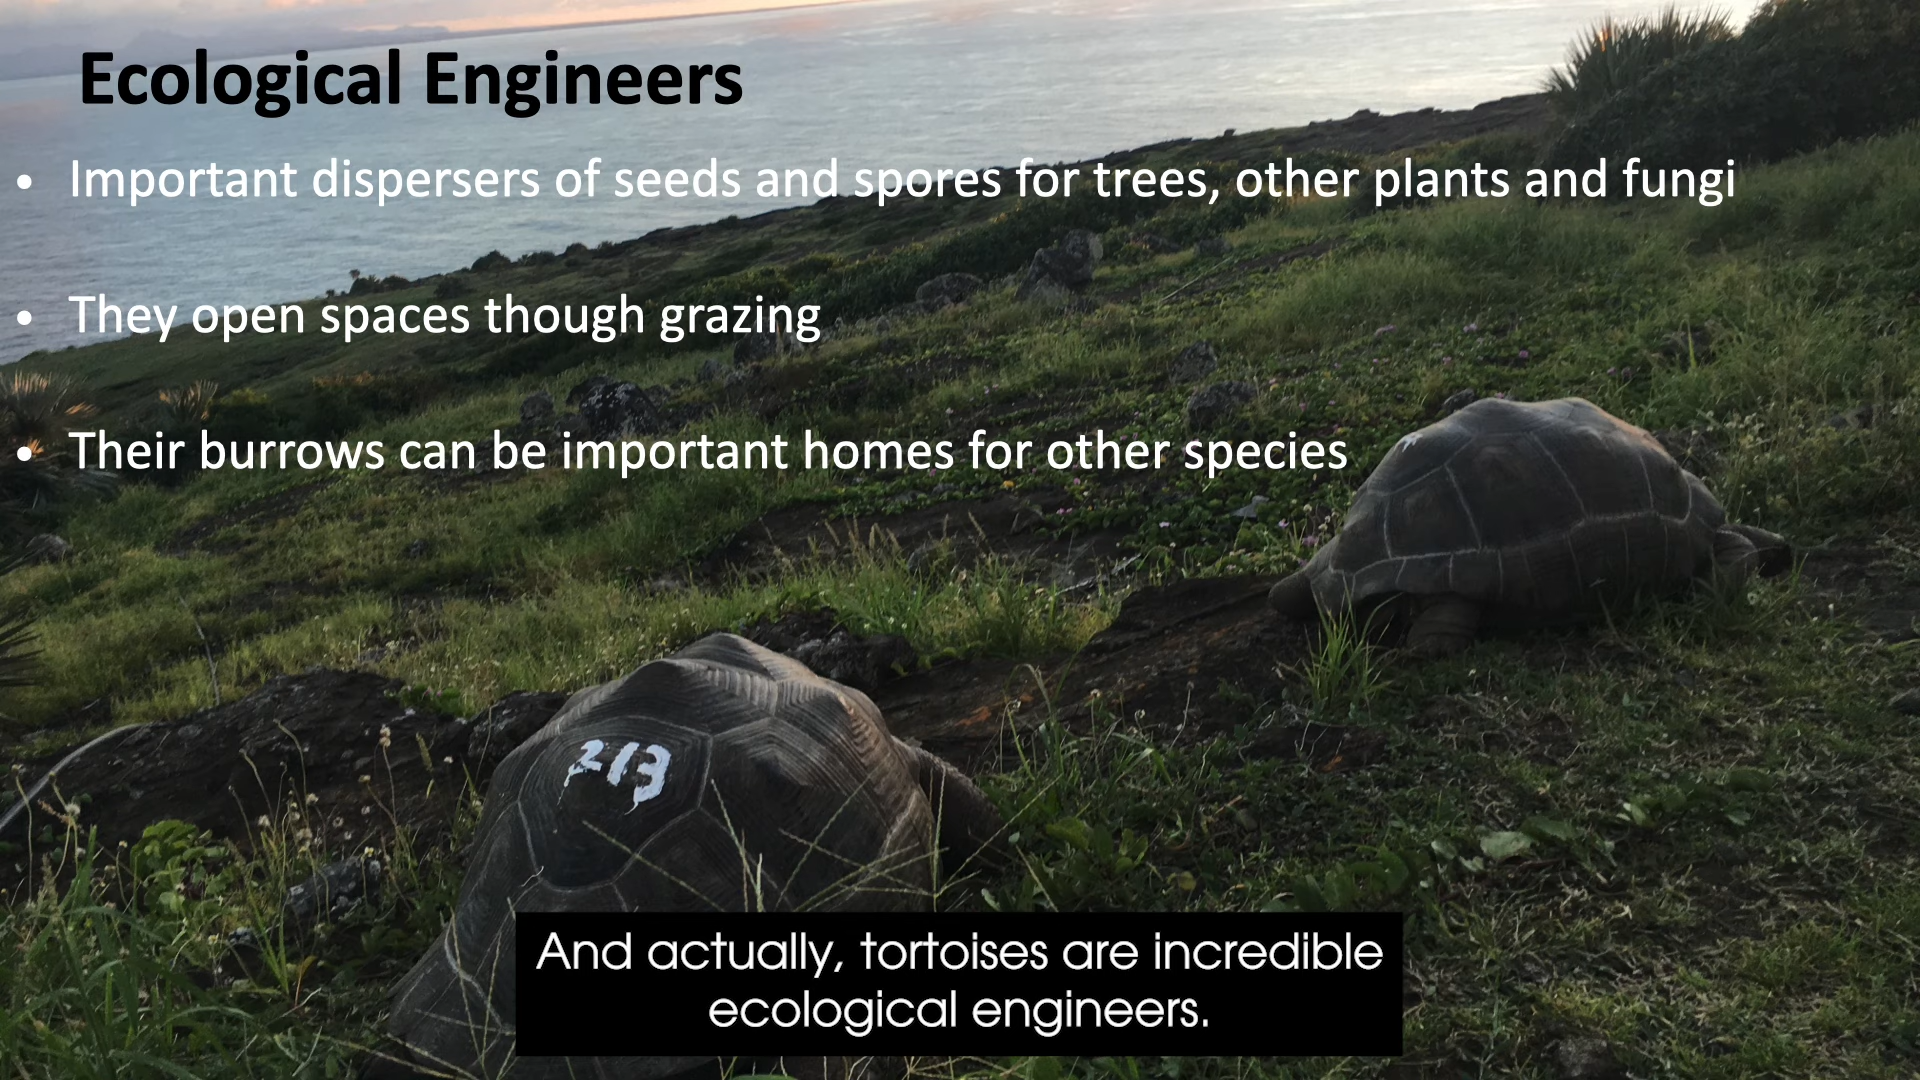 Ecological Engineers
• Important dispersers of seeds and spores for trees, other plants and fungi
• They open spaces though grazing
• Their burrows can be important homes for other species
213
And actually, tortoises are incredible
ecological engineers.